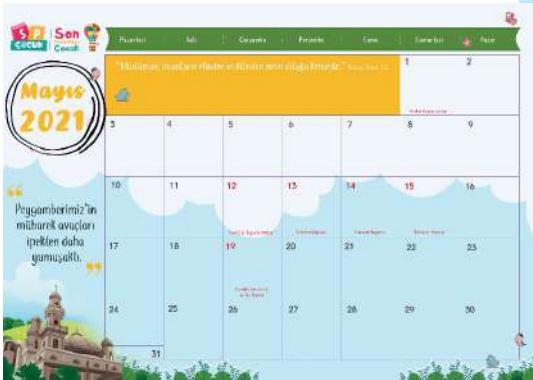 SP
ÇOCUK
Son
Çocuk
Pazartesi Salı Çarşamba Perşembe Cuma Cumartesi Pazar
Mayıs
2021
"Müslüman, insanların elinden ve dilinden emin olduğu kimsedir."
1 2
3 4 5 6 7 8 9
10 11 12 13 14 15 16
17 18 19 20 21 22 23
24 25 26 27 28 29 30
31
Peygamberimiz'in
mübarek avuçları
ipekten daha
yumuşaktı.